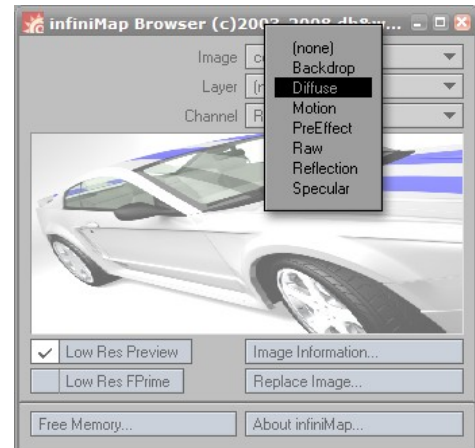 infiniMap Browser (c)2003-2008 db&w...
Image
Layer
Channel
(none)
Backdrop
Diffuse
Motion
PreEffect
Raw
Reflection
Specular
Low Res Preview
Image Information...
Low Res FPrime
Replace Image...
Free Memory...
About infiniMap...